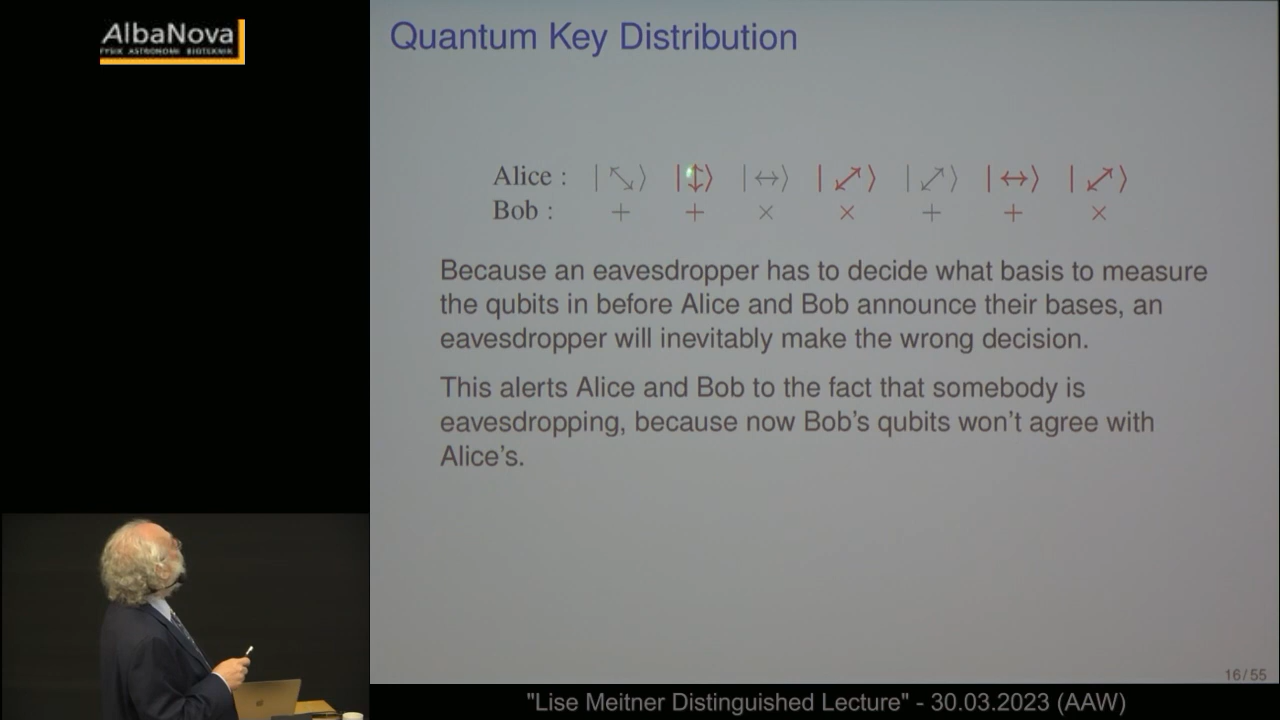 AlbaNova
FYSIK ASTRONOMI BIOTEKNIK
Quantum Key Distribution
Alice : |⤡⟩ |↕⟩ |↔⟩ |⤢⟩ |⤢⟩ |↔⟩ |⤢⟩
Bob : + + × × + + ×
Because an eavesdropper has to decide what basis to measure
the qubits in before Alice and Bob announce their bases, an
eavesdropper will inevitably make the wrong decision.
This alerts Alice and Bob to the fact that somebody is
eavesdropping, because now Bob's qubits won't agree with
Alice's.
16/55
"Lise Meitner Distinguished Lecture" - 30.03.2023 (AAW)